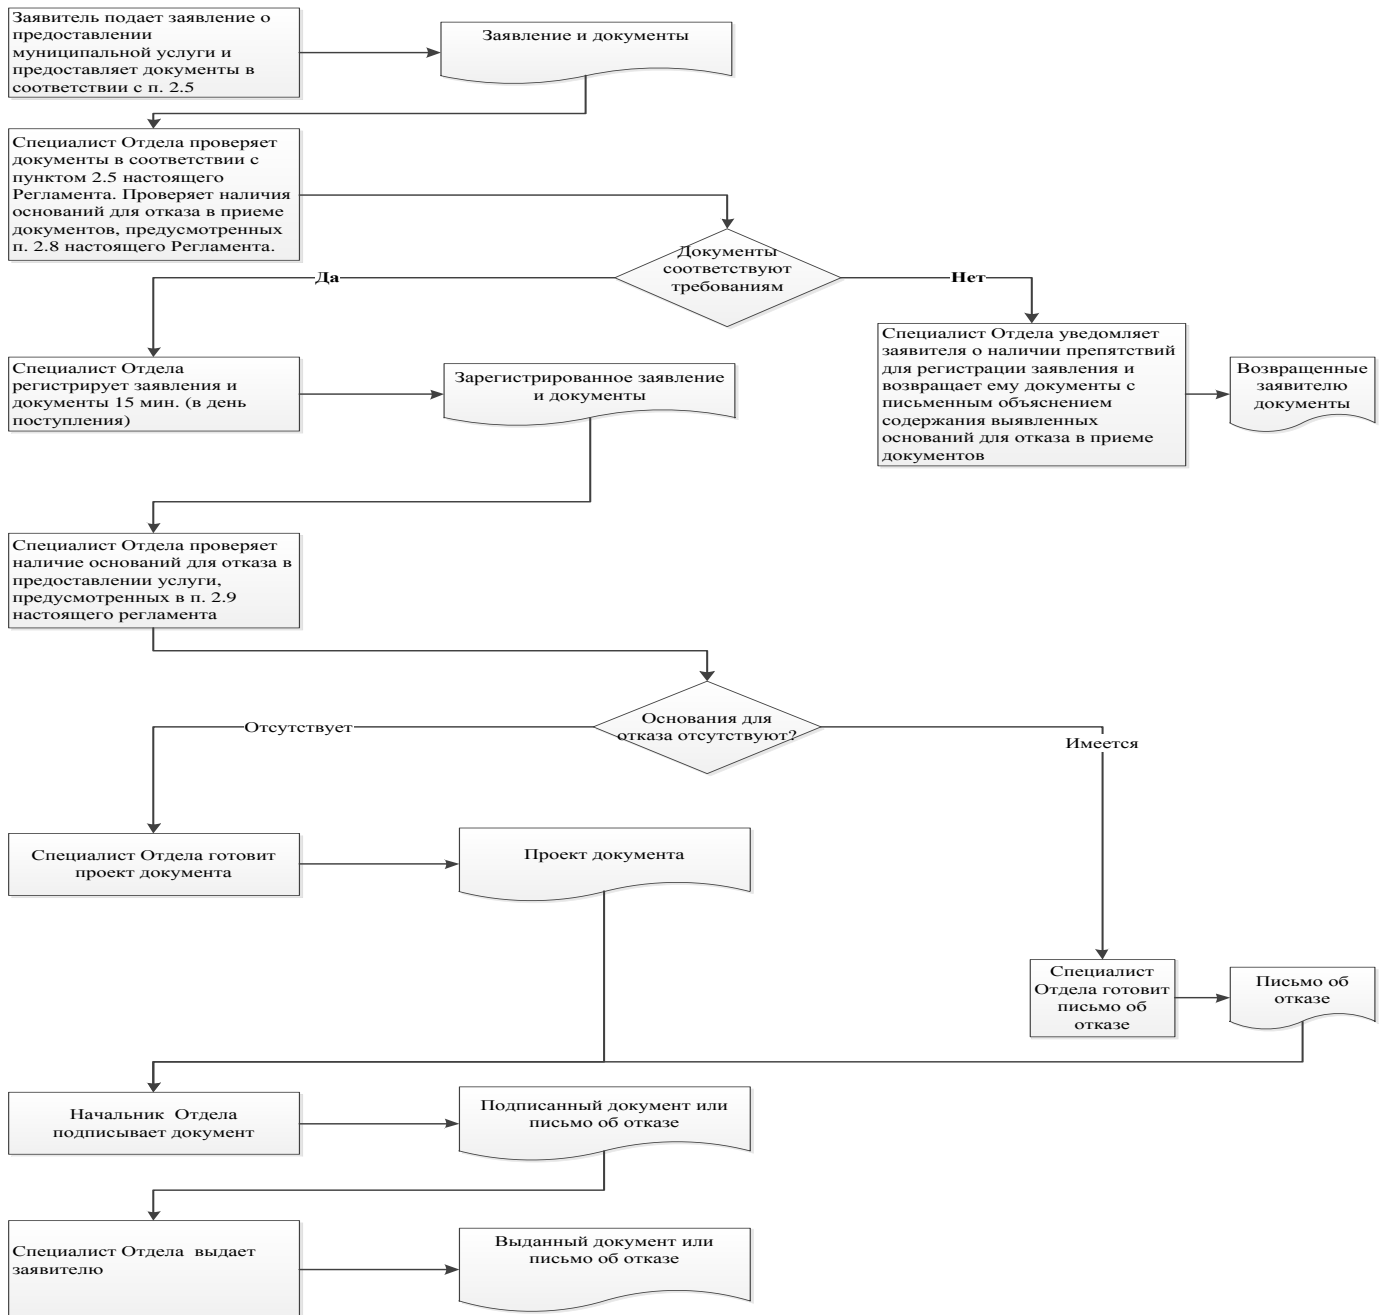 Заявитель подает заявление о
предоставлении
муниципальной услуги и
предоставляет документы в
соответствии с п. 2.5
Заявление и документы
Специалист Отдела проверяет
документы в соответствии с
пунктом 2.5 настоящего
Регламента. Проверяет наличия
оснований для отказа в приеме
документов, предусмотренных
п. 2.8 настоящего Регламента.
Документы
соответствуют
требованиям
Да
Нет
Специалист Отдела
регистрирует заявления и
документы 15 мин. (в день
поступления)
Зарегистрированное заявление
и документы
Специалист Отдела уведомляет
заявителя о наличии препятствий
для регистрации заявления и
возвращает ему документы с
письменным объяснением
содержания выявленных
оснований для отказа в приеме
документов
Возвращенные
заявителю
документы
Специалист Отдела проверяет
наличие оснований для отказа в
предоставлении услуги,
предусмотренных в п. 2.9
настоящего регламента
Основания для
отказа отсутствуют?
Отсутствует
Имеется
Специалист Отдела готовит
проект документа
Проект документа
Специалист
Отдела готовит
письмо об
отказе
Письмо об
отказе
Начальник  Отдела
подписывает документ
Подписанный документ или
письмо об отказе
Специалист Отдела  выдает
заявителю
Выданный документ или
письмо об отказе